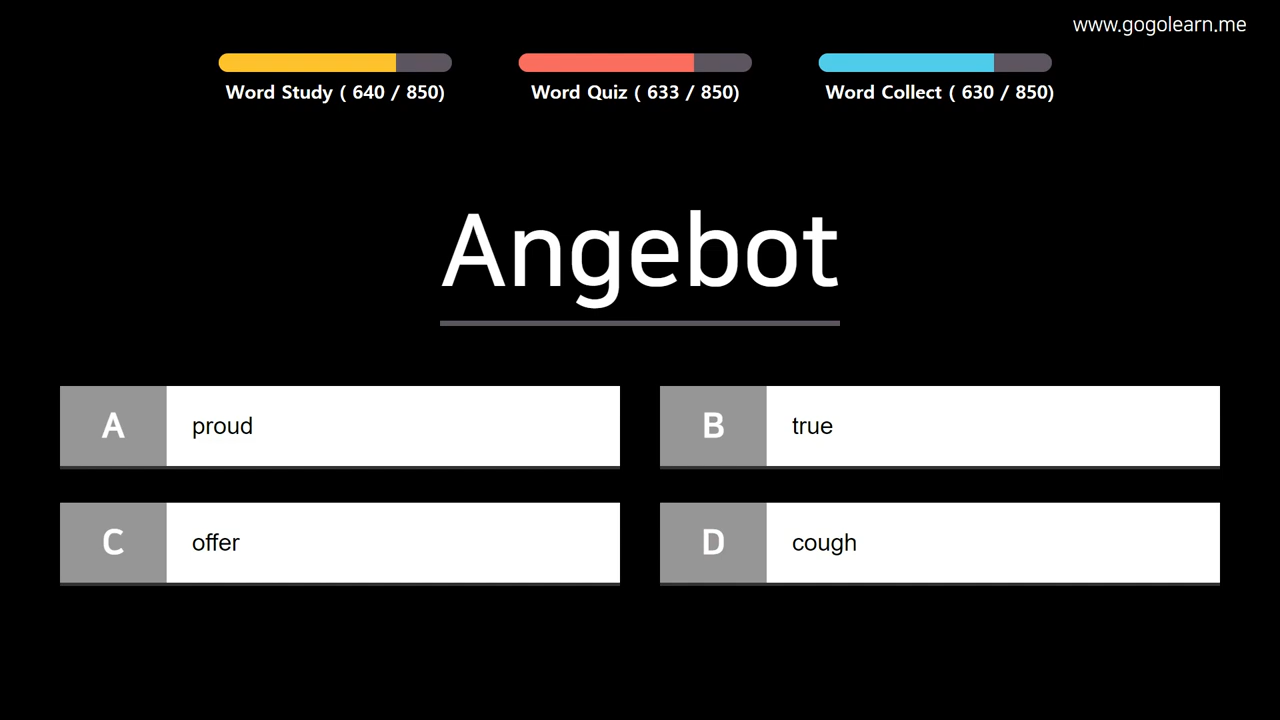 www.gogolearn.me
Word Study ( 640 / 850)
Word Quiz ( 633 / 850)
Word Collect ( 630 / 850)
Angebot
A proud
B true
C offer
D cough